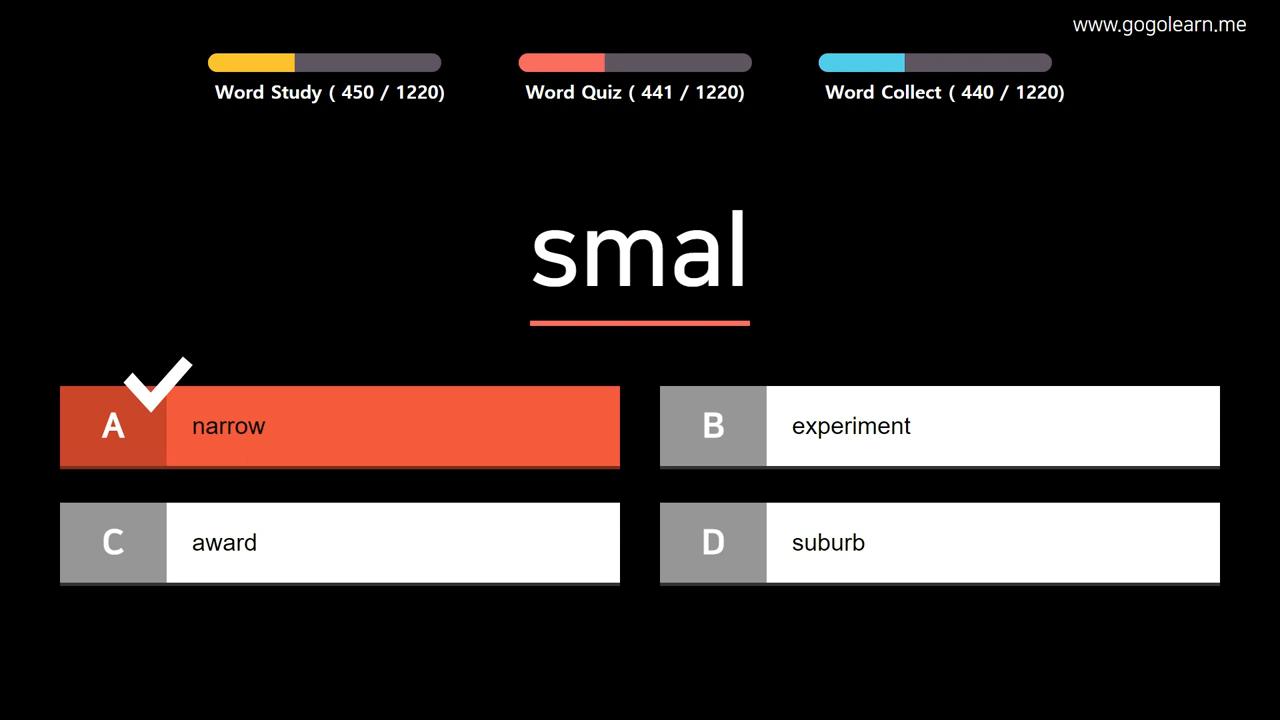 www.gogolearn.me
Word Study ( 450 / 1220)
Word Quiz ( 441 / 1220)
Word Collect ( 440 / 1220)
smal
A narrow
B experiment
C award
D suburb